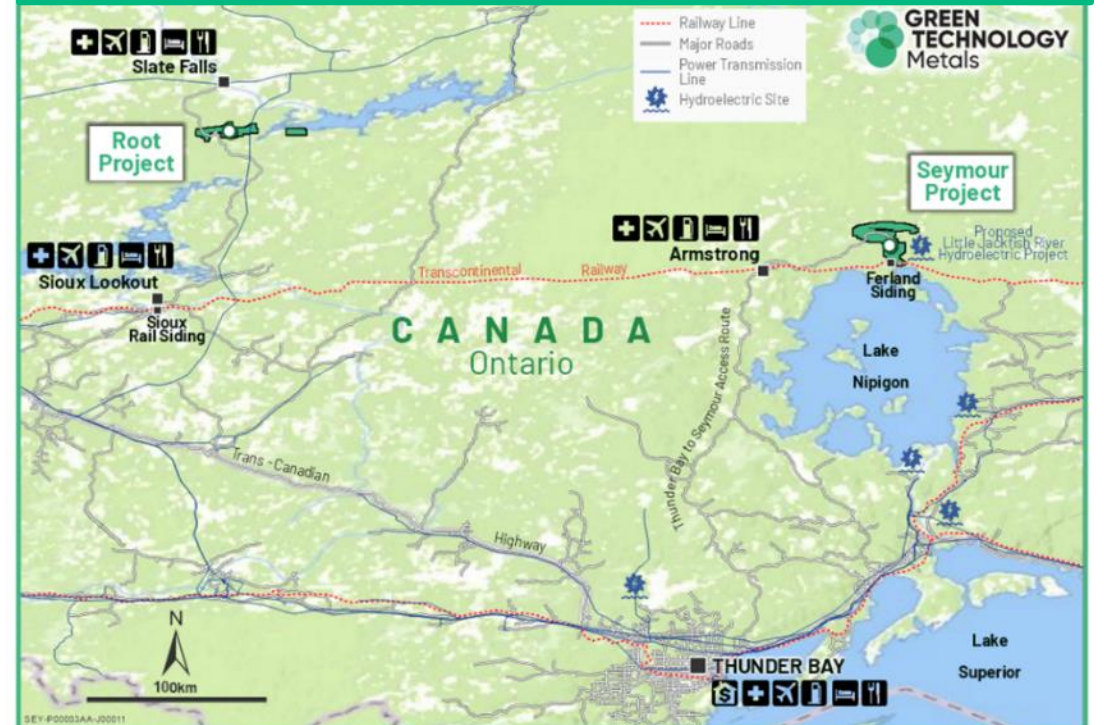 Railway Line
Major Roads
Power Transmission
Line
Hydroelectric Site
GREEN
TECHNOLOGY
Metals
Slate Falls
Root
Project
Seymour
Project
Proposed
Little Jackfish River
Hydroelectric Project
Sioux Lookout
Armstrong
Transcontinental Railway
Ferland
Siding
Sioux
Rail Siding
CANADA
Ontario
Lake
Nipigon
Thunder Bay to Seymour Access Route
Trans-Canadian
Highway
N
100km
THUNDER BAY
$
Lake
Superior
SEY-P00003AA-J00011